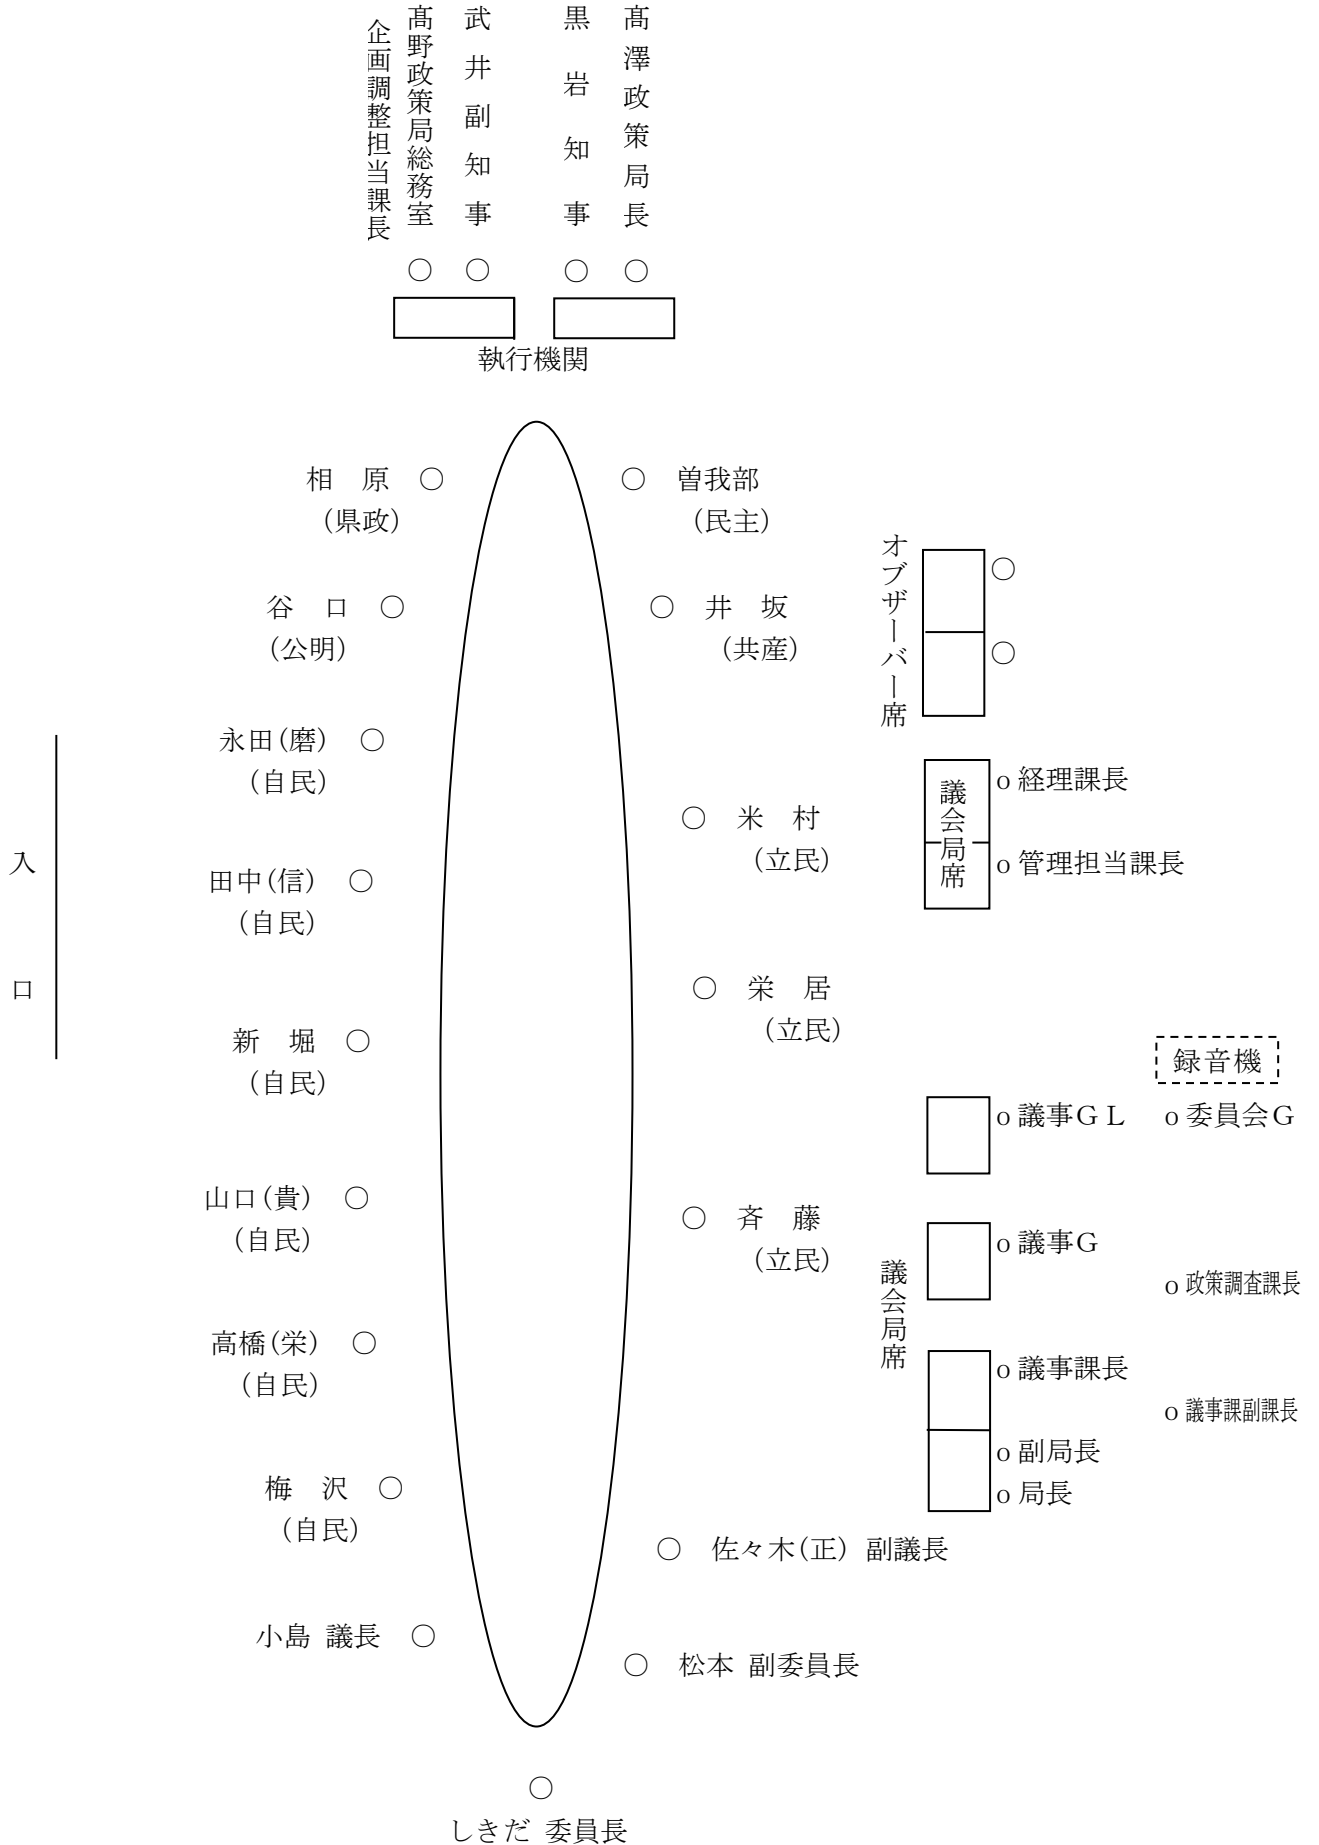 髙澤政策局長
黒岩知事
武井副知事
髙野政策局総務室
企画調整担当課長
○ ○ ○ ○
執行機関
相 原 ○
(県政)
○ 曽我部
(民主)
谷 口 ○
(公明)
○ 井 坂
(共産)
オブザーバー席
○
○
永田(磨) ○
(自民)
○ 米 村
(立民)
議会局席
o 経理課長
o 管理担当課長
入口
田中(信) ○
(自民)
○ 栄 居
(立民)
新 堀 ○
(自民)
録音機
o 議事GL o 委員会G
山口(貴) ○
(自民)
○ 斉 藤
(立民)
議会局席
o 議事G
o 政策調査課長
高橋(栄) ○
(自民)
o 議事課長
o 議事課副課長
o 副局長
o 局長
梅 沢 ○
(自民)
○ 佐々木(正) 副議長
小島 議長 ○
○ 松本 副委員長
○
しきだ 委員長